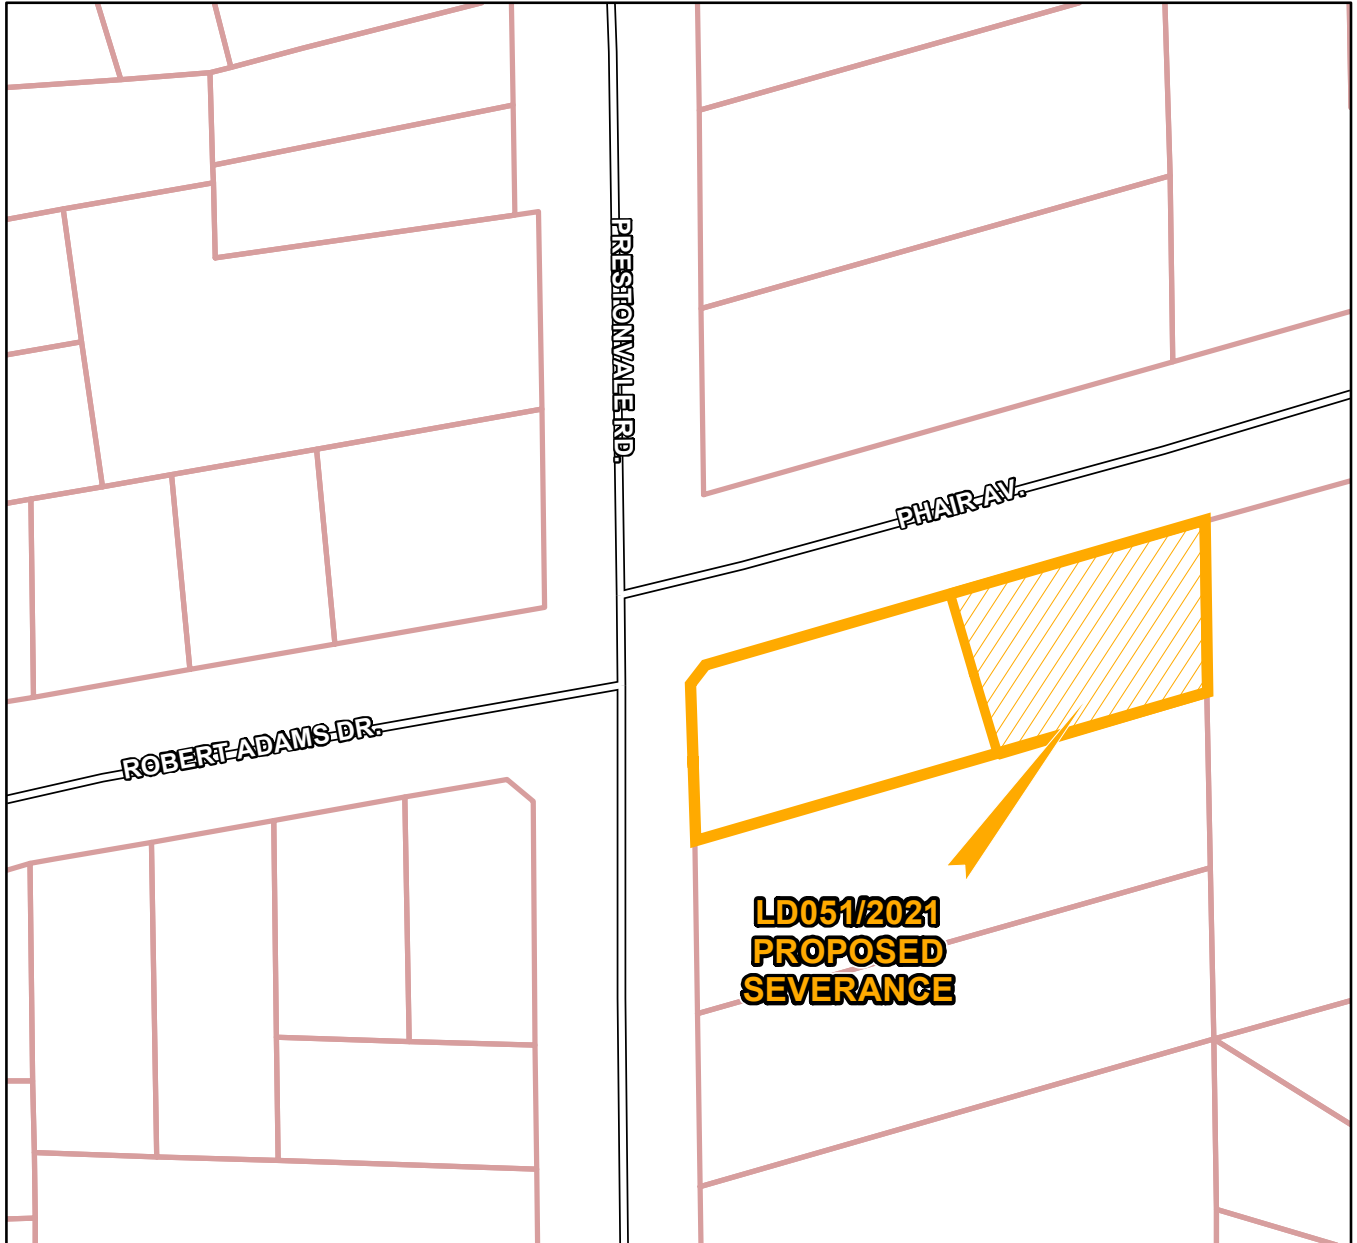 PRESTONVALE RD.
PHAIR AV.
ROBERT ADAMS DR.
LD051/2021
PROPOSED
SEVERANCE